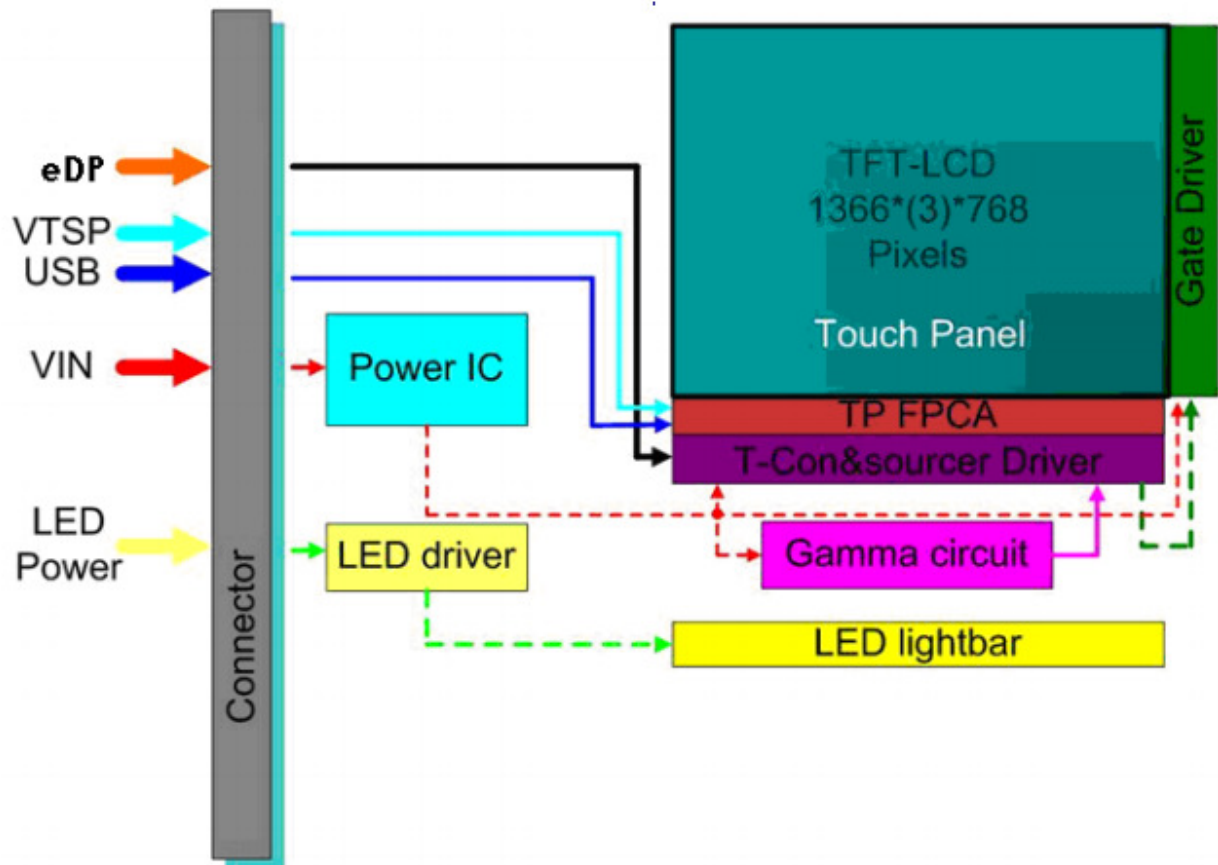 eDP
VTSP
USB
VIN
LED
Power
Connector
Power IC
LED driver
TFT-LCD
1366*(3)*768
Pixels
Touch Panel
Gate Driver
TP FPCA
T-Con&sourcer Driver
Gamma circuit
LED lightbar